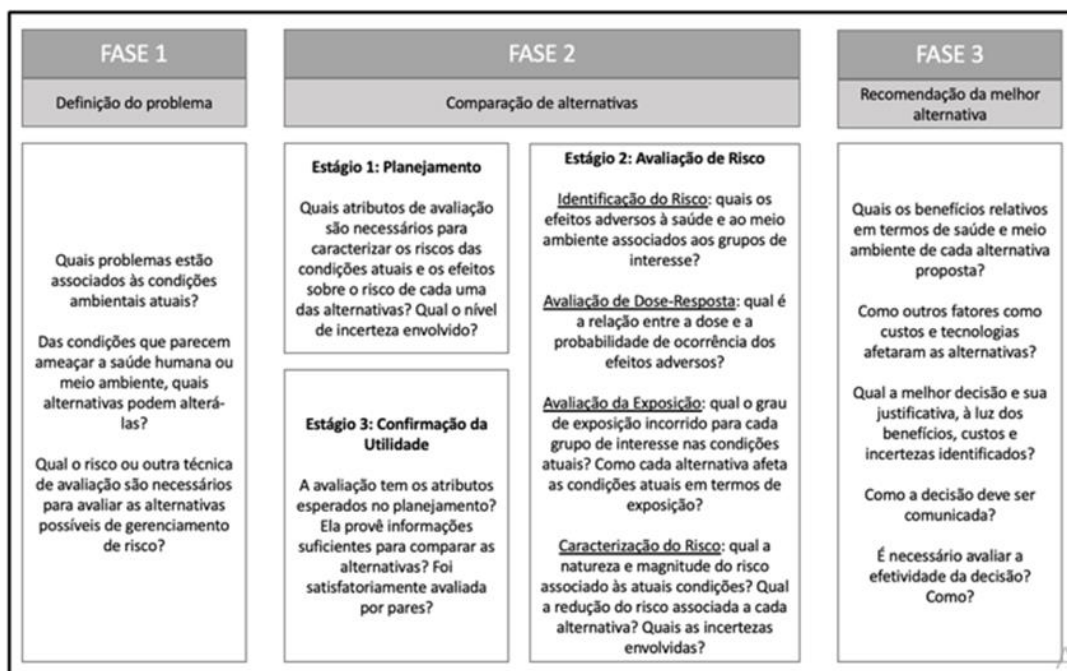 FASE 1
Definição do problema
Quais problemas estão
associados às condições
ambientais atuais?
Das condições que parecem
ameaçar a saúde humana ou
meio ambiente, quais
alternativas podem alterá-
las?
Qual o risco ou outra técnica
de avaliação são necessários
para avaliar as alternativas
possíveis de gerenciamento
de risco?
FASE 2
Comparação de alternativas
Estágio 1: Planejamento
Quais atributos de avaliação
são necessários para
caracterizar os riscos das
condições atuais e os efeitos
sobre o risco de cada uma
das alternativas? Qual o nível
de incerteza envolvido?
Estágio 2: Avaliação de Risco
Identificação do Risco: quais os
efeitos adversos à saúde e ao meio
ambiente associados aos grupos de
interesse?
Avaliação de Dose-Resposta: qual é
a relação entre a dose e a
probabilidade de ocorrência dos
efeitos adversos?
Avaliação da Exposição: qual o grau
de exposição incorrido para cada
grupo de interesse nas condições
atuais? Como cada alternativa afeta
as condições atuais em termos de
exposição?
Caracterização do Risco: qual a
natureza e magnitude do risco
associado às atuais condições? Qual
a redução do risco associada a cada
alternativa? Quais as incertezas
envolvidas?
Estágio 3: Confirmação da
Utilidade
A avaliação tem os atributos
esperados no planejamento?
Ela provê informações
suficientes para comparar as
alternativas? Foi
satisfatoriamente avaliada
por pares?
FASE 3
Recomendação da melhor
alternativa
Quais os benefícios relativos
em termos de saúde e meio
ambiente de cada alternativa
proposta?
Como outros fatores como
custos e tecnologias
afetaram as alternativas?
Qual a melhor decisão e sua
justificativa, à luz dos
benefícios, custos e
incertezas identificados?
Como a decisão deve ser
comunicada?
É necessário avaliar a
efetividade da decisão?
Como?